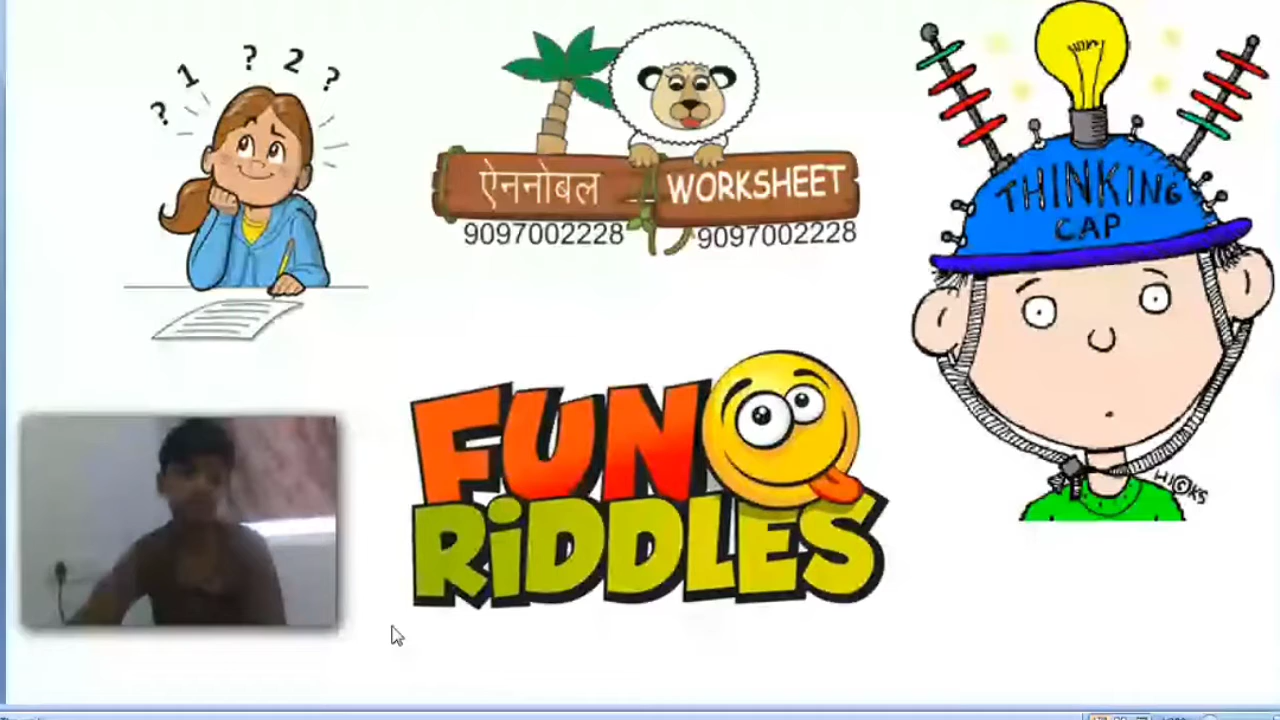 ? 1 ? 2 ?
ऐननोबल WORKSHEET
9097002228 9097002228
THINKING
CAP
HICKS
FUN
RiDDLES